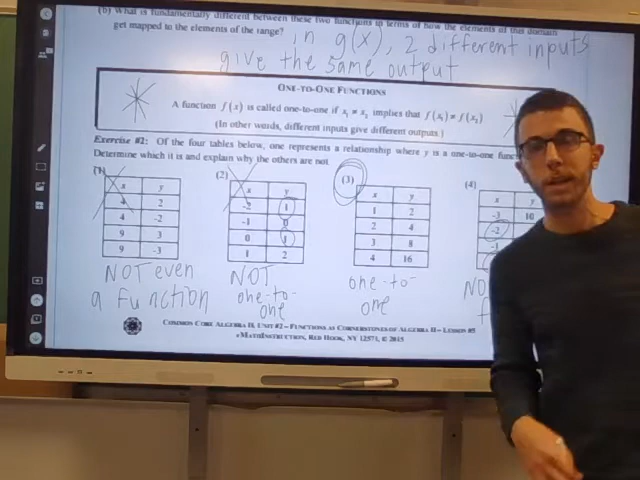 (b) What is fundamentally different between these two functions in terms of how the elements of this domain
get mapped to the elements of the range? in g(x), 2 different inputs
give the same output
ONE-TO-ONE FUNCTIONS
A function f(x) is called one-to-one if x₁ ≠ x₂ implies that f(x₁) ≠ f(x₂)
(In other words, different inputs give different outputs.)
Exercise #2: Of the four tables below, one represents a relationship where y is a one-to-one func
Determine which it is and explain why the others are not
(1) (2) (3) (4)
x y x y x y x y
4 2 -2 1 1 2 -3 10
4 -2 -1 0 2 4 -2
9 3 0 1 3 8 -1
9 -3 1 2 4 16
NOT even NOT one-to- NO
a function one-to- one
one
COMMON CORE ALGEBRA II, UNIT #2 – FUNCTIONS AS CORNERSTONES OF ALGEBRA II – LESSON #5
eMATHINSTRUCTION, RED HOOK, NY 12571, © 2015